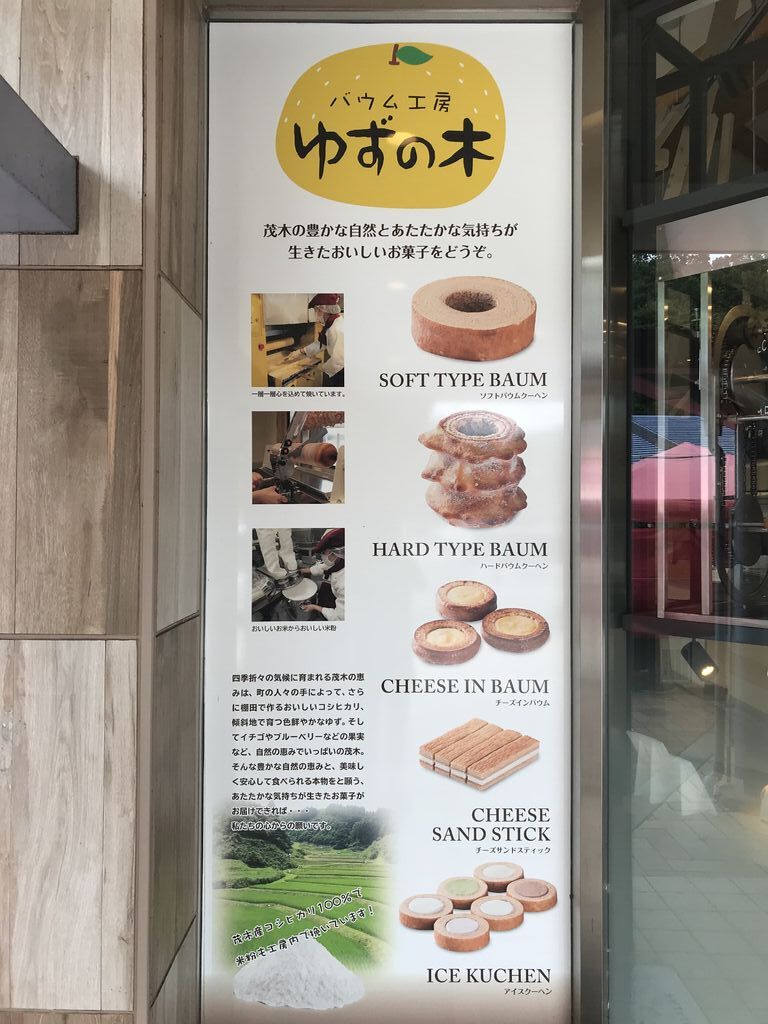 バウム工房
ゆずの木
茂木の豊かな自然とあたたかな気持ちが
生きたおいしいお菓子をどうぞ。
一層一層心を込めて焼いています。
SOFT TYPE BAUM
ソフトバウムクーヘン
HARD TYPE BAUM
ハードバウムクーヘン
おいしいお米からおいしい米粉
CHEESE IN BAUM
チーズインバウム
四季折々の気候に育まれる茂木の恵
みは、町の人々の手によって、さら
に棚田で作るおいしいコシヒカリ、
傾斜地で育つ色鮮やかなゆず。そし
てイチゴやブルーベリーなどの果実
など、自然の恵みでいっぱいの茂木。
そんな豊かな自然の恵みと、美味し
く安心して食べられる本物をと願う、
あたたかな気持ちが生きたお菓子が
お届けできれば・・・
私たちの心からの願いです。
CHEESE
SAND STICK
チーズサンドスティック
茂木産コシヒカリ100%で
米粉も工房内で挽いています!
ICE KUCHEN
アイスクーヘン